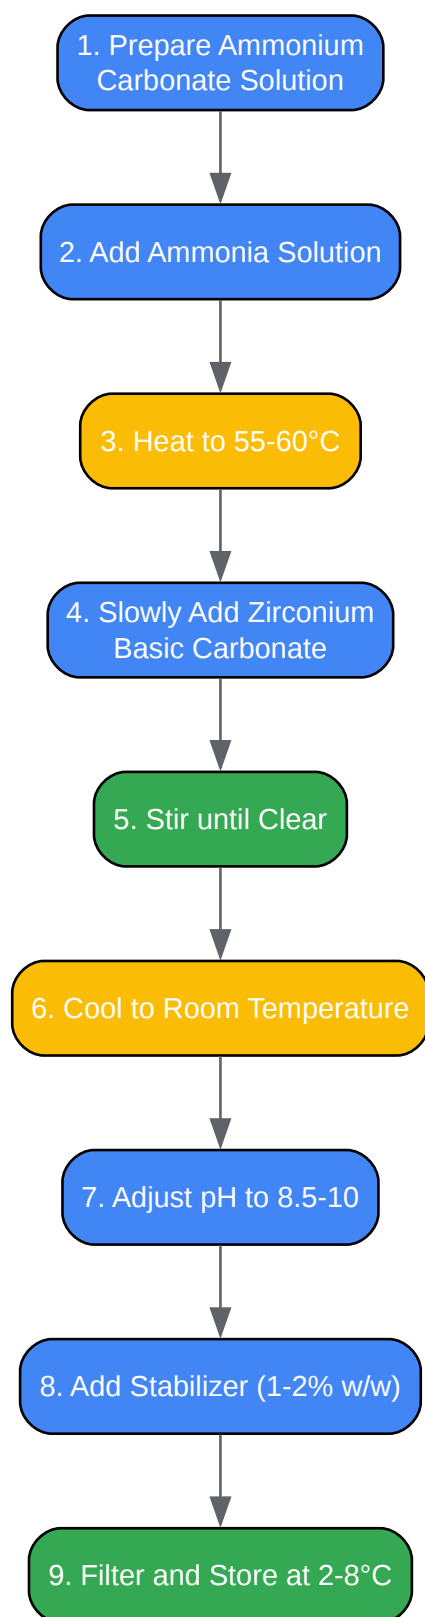 1. Prepare Ammonium
Carbonate Solution
2. Add Ammonia Solution
3. Heat to 55-60°C
4. Slowly Add Zirconium
Basic Carbonate
5. Stir until Clear
6. Cool to Room Temperature
7. Adjust pH to 8.5-10
8. Add Stabilizer (1-2% w/w)
9. Filter and Store at 2-8°C